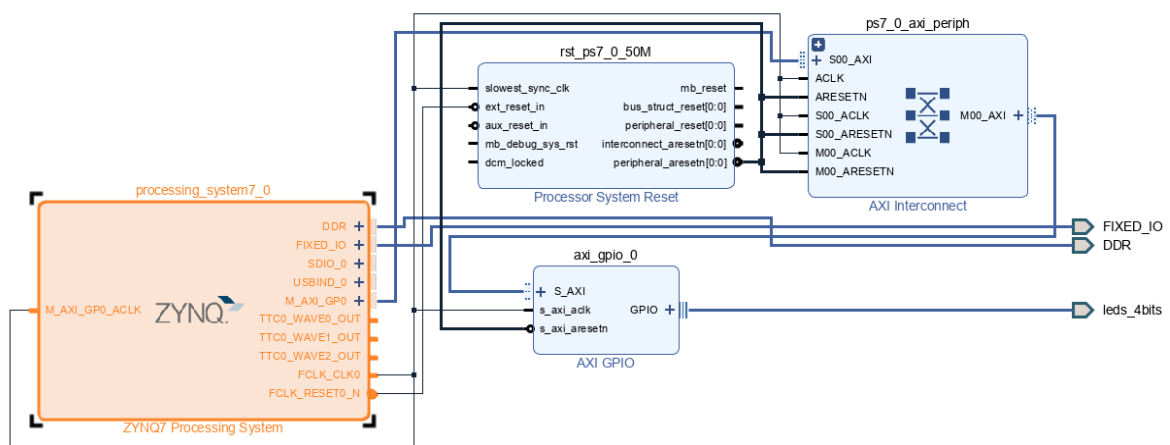 ps7_0_axi_periph
S00_AXI
ACLK
ARESETN
S00_ACLK
S00_ARESETN
M00_ACLK
M00_ARESETN
M00_AXI
AXI Interconnect
rst_ps7_0_50M
slowest_sync_clk
ext_reset_in
aux_reset_in
mb_debug_sys_rst
dcm_locked
mb_reset
bus_struct_reset[0:0]
peripheral_reset[0:0]
interconnect_aresetn[0:0]
peripheral_aresetn[0:0]
Processor System Reset
processing_system7_0
M_AXI_GP0_ACLK
ZYNQ
DDR
FIXED_IO
SDIO_0
USBIND_0
M_AXI_GP0
TTC0_WAVE0_OUT
TTC0_WAVE1_OUT
TTC0_WAVE2_OUT
FCLK_CLK0
FCLK_RESET0_N
ZYNQ7 Processing System
axi_gpio_0
S_AXI
s_axi_aclk
s_axi_aresetn
GPIO
AXI GPIO
FIXED_IO
DDR
leds_4bits